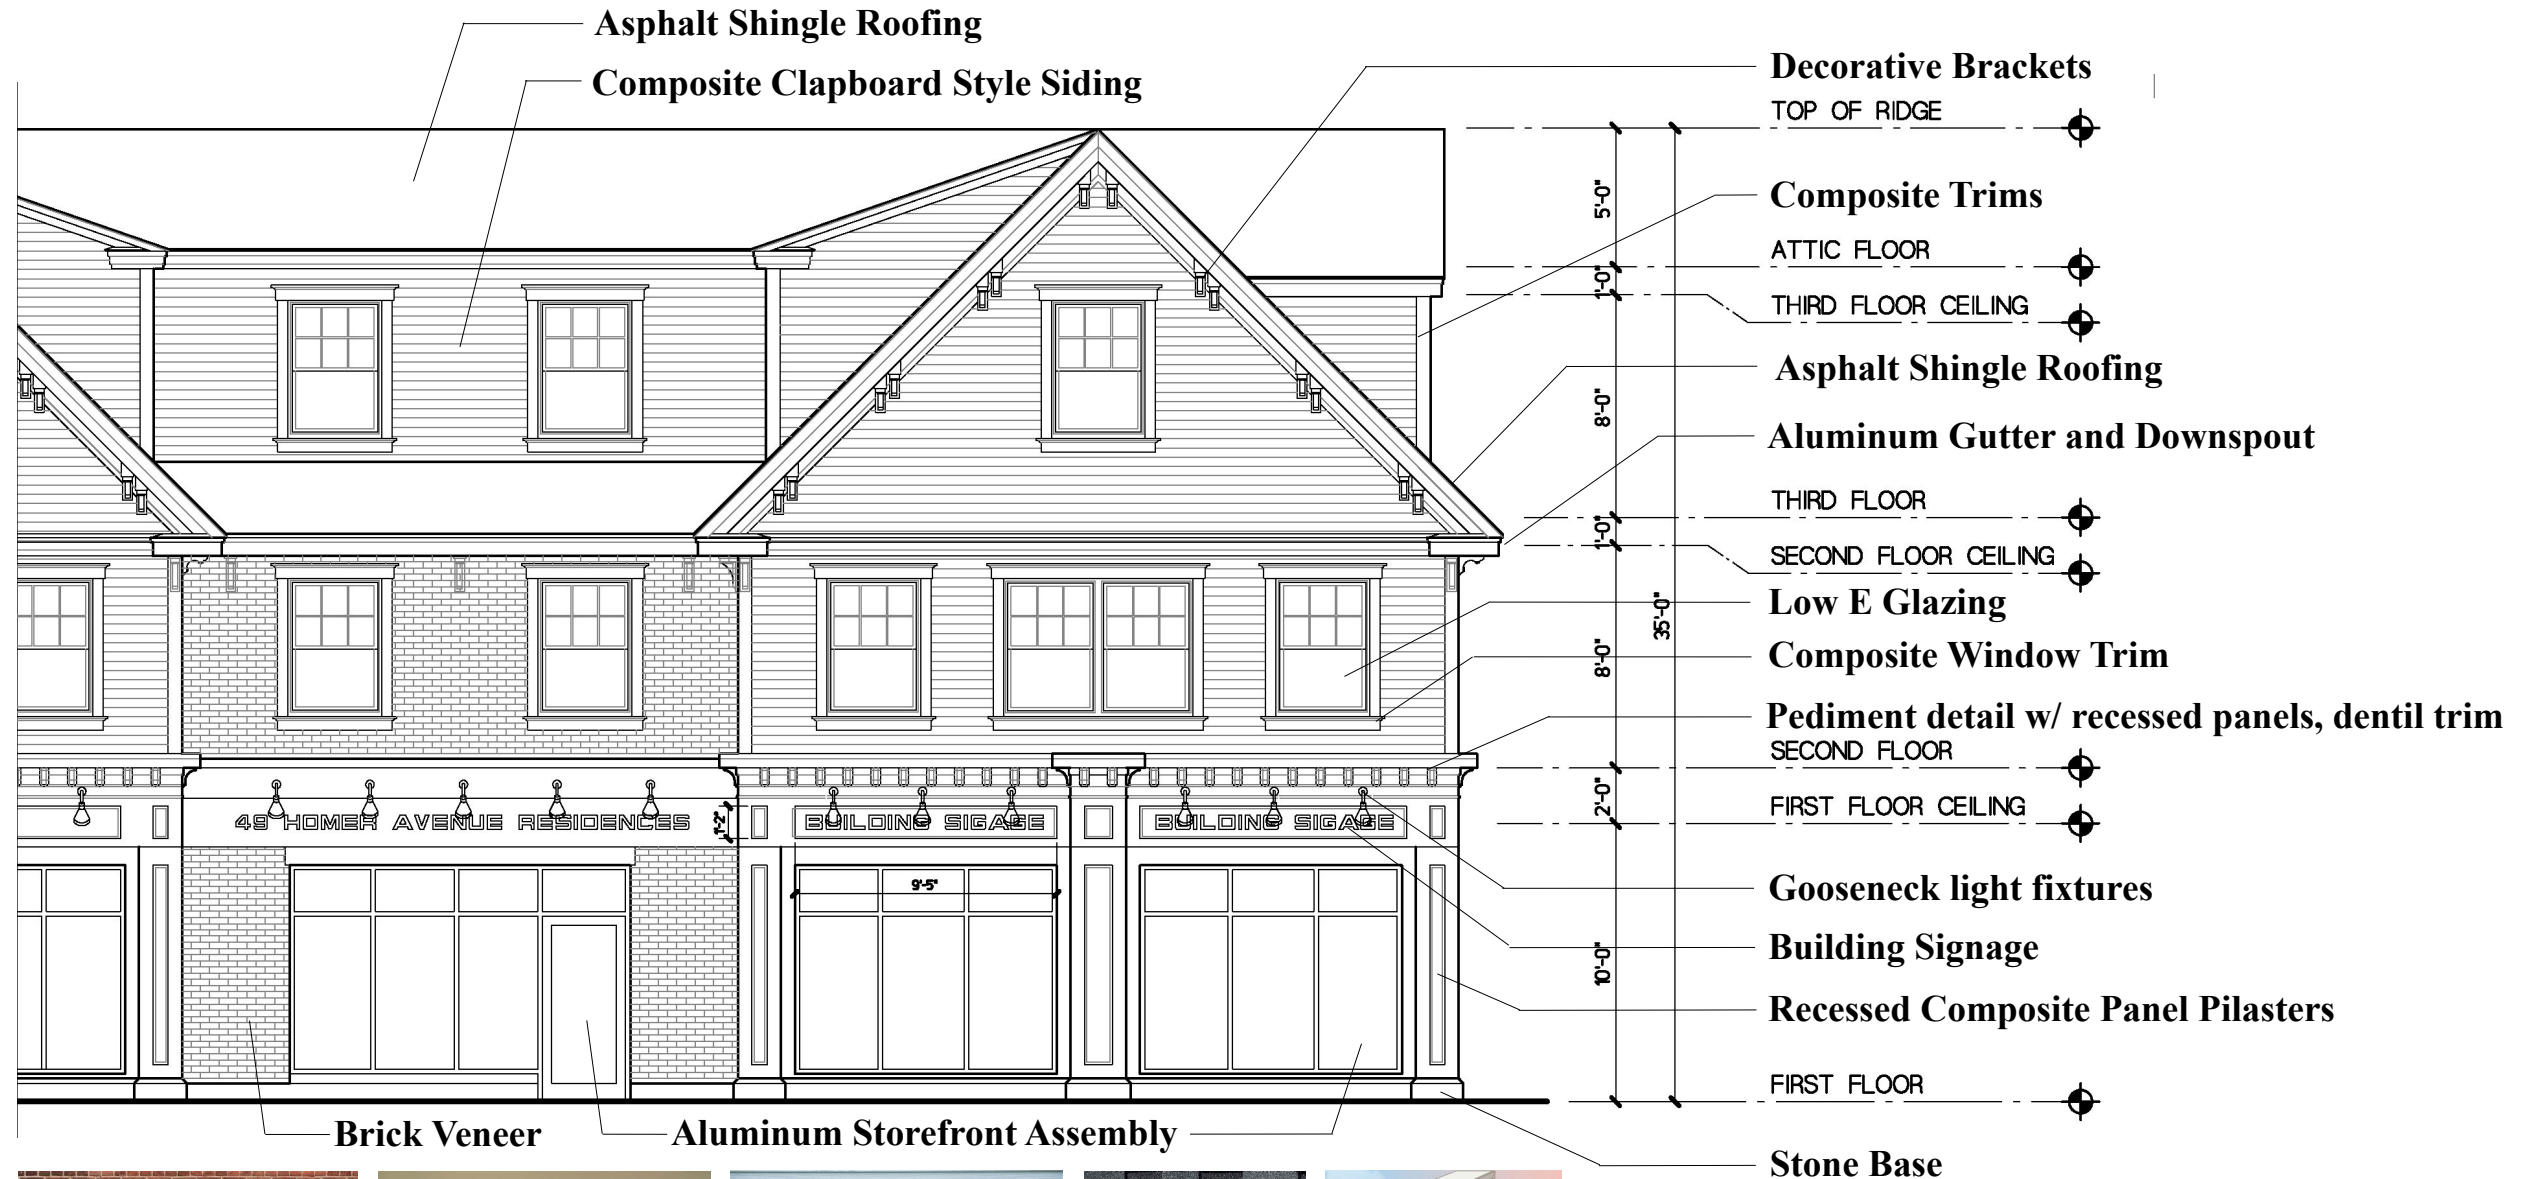 Asphalt Shingle Roofing
Composite Clapboard Style Siding
Decorative Brackets
TOP OF RIDGE
5'-0"
Composite Trims
ATTIC FLOOR
1'-0"
THIRD FLOOR CEILING
Asphalt Shingle Roofing
8'-0"
Aluminum Gutter and Downspout
THIRD FLOOR
1'-0"
SECOND FLOOR CEILING
Low E Glazing
35'-0"
8'-0"
Composite Window Trim
Pediment detail w/ recessed panels, dentil trim
SECOND FLOOR
2'-0"
FIRST FLOOR CEILING
49 HOMER AVENUE RESIDENCES
1'-2"
BUILDING SIGAGE
BUILDING SIGAGE
9'-5"
Gooseneck light fixtures
Building Signage
10'-0"
Recessed Composite Panel Pilasters
FIRST FLOOR
Brick Veneer
Aluminum Storefront Assembly
Stone Base